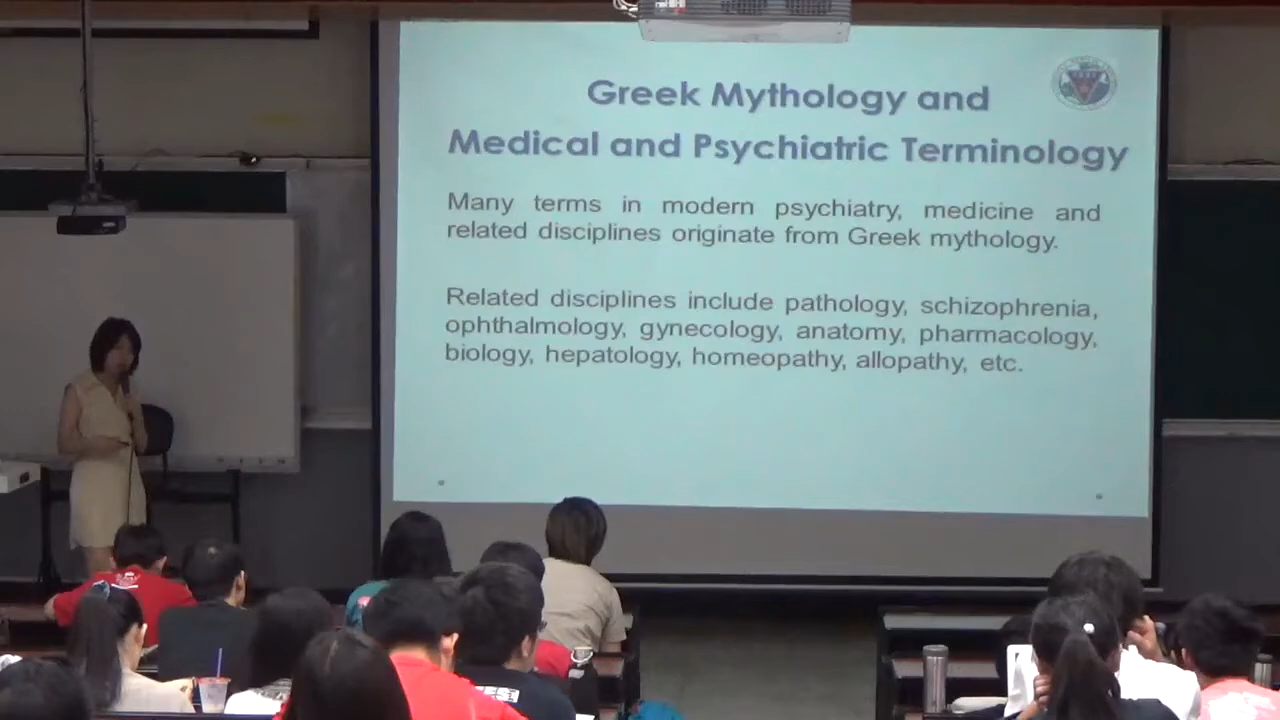 Greek Mythology and
Medical and Psychiatric Terminology
Many terms in modern psychiatry, medicine and
related disciplines originate from Greek mythology.
Related disciplines include pathology, schizophrenia,
ophthalmology, gynecology, anatomy, pharmacology,
biology, hepatology, homeopathy, allopathy, etc.